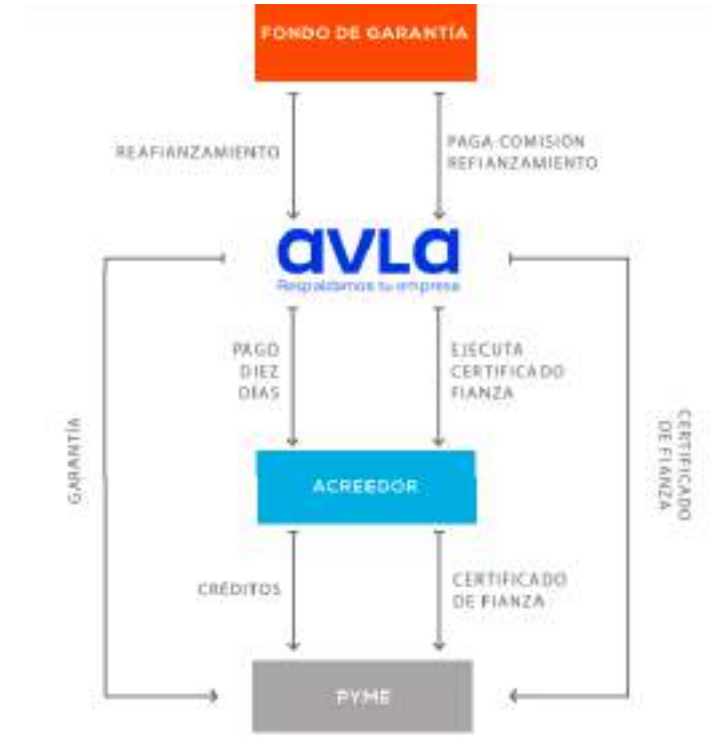 FONDO DE GARANTÍA
REAFIANZAMIENTO
PAGA COMISIÓN
REFIANZAMIENTO
avla
Respaldamos tu empresa
PAGO
DIEZ
DÍAS
EJECUTA
CERTIFICADO
FIANZA
GARANTÍA
CERTIFICADO
DE FIANZA
ACREEDOR
CRÉDITOS
CERTIFICADO
DE FIANZA
PYME